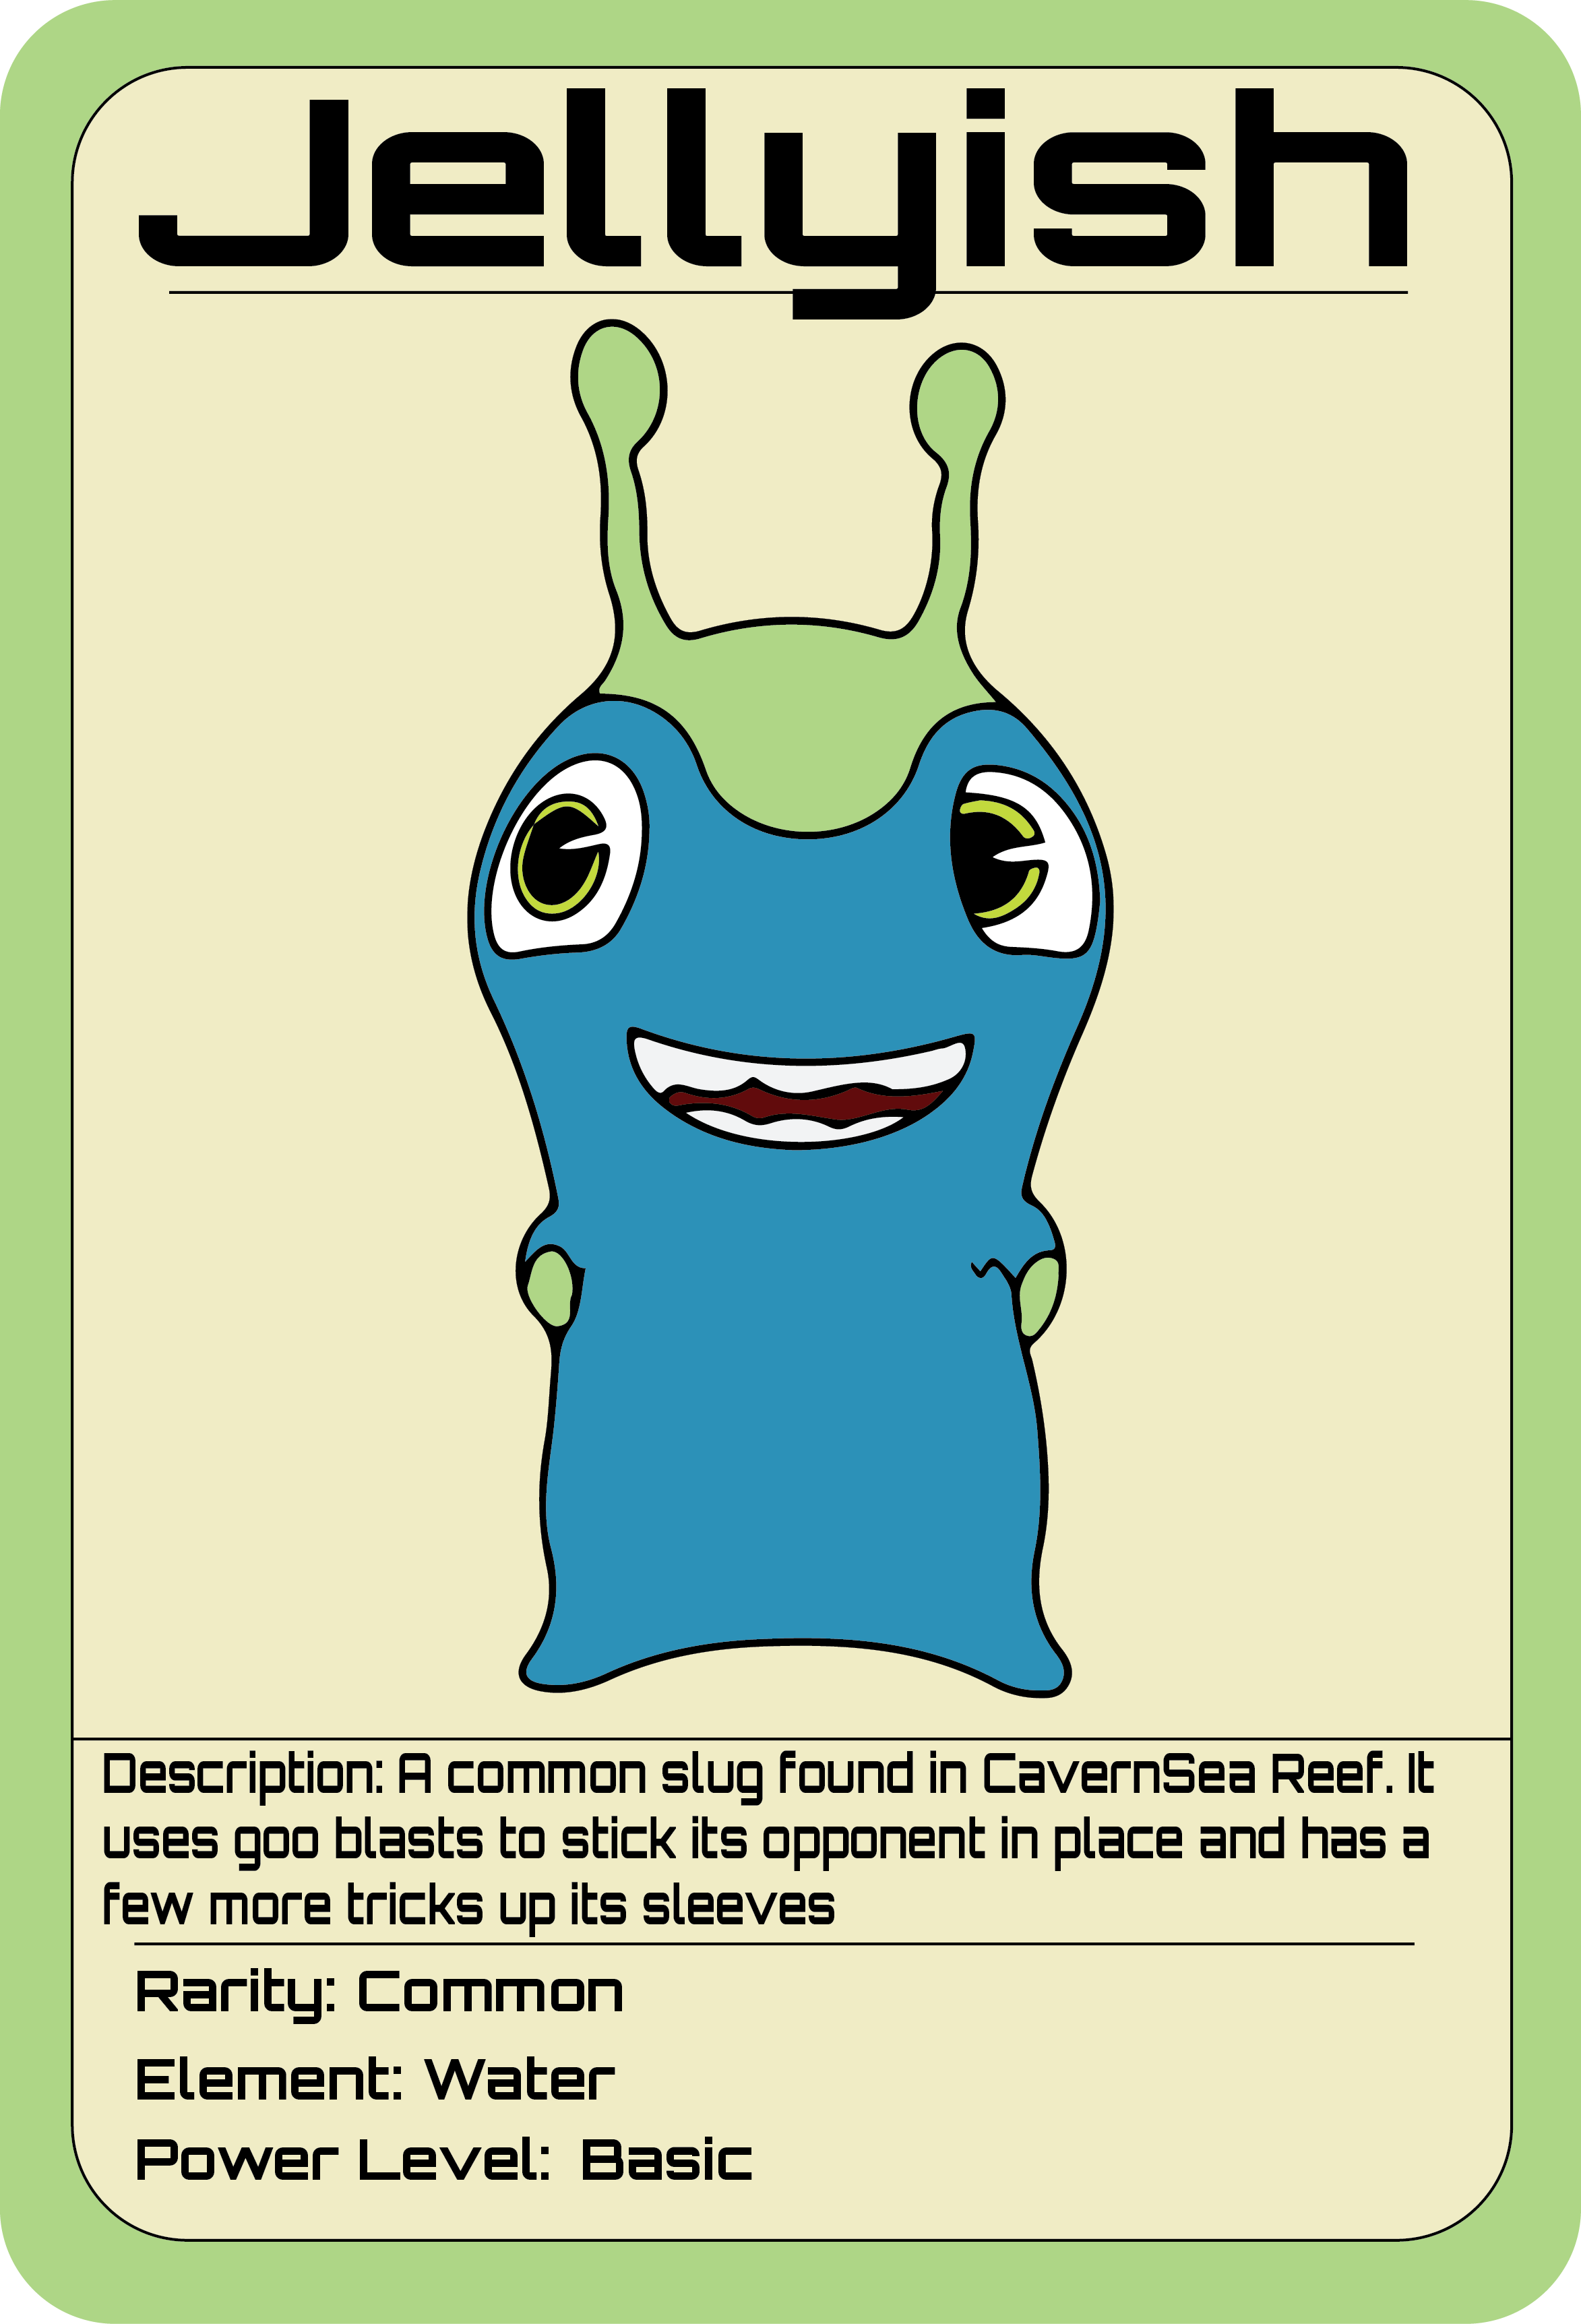 Jellyish
Description: A common slug found in CavernSea Reef. It
uses goo blasts to stick its opponent in place and has a
few more tricks up its sleeves
Rarity: Common
Element: Water
Power Level: Basic